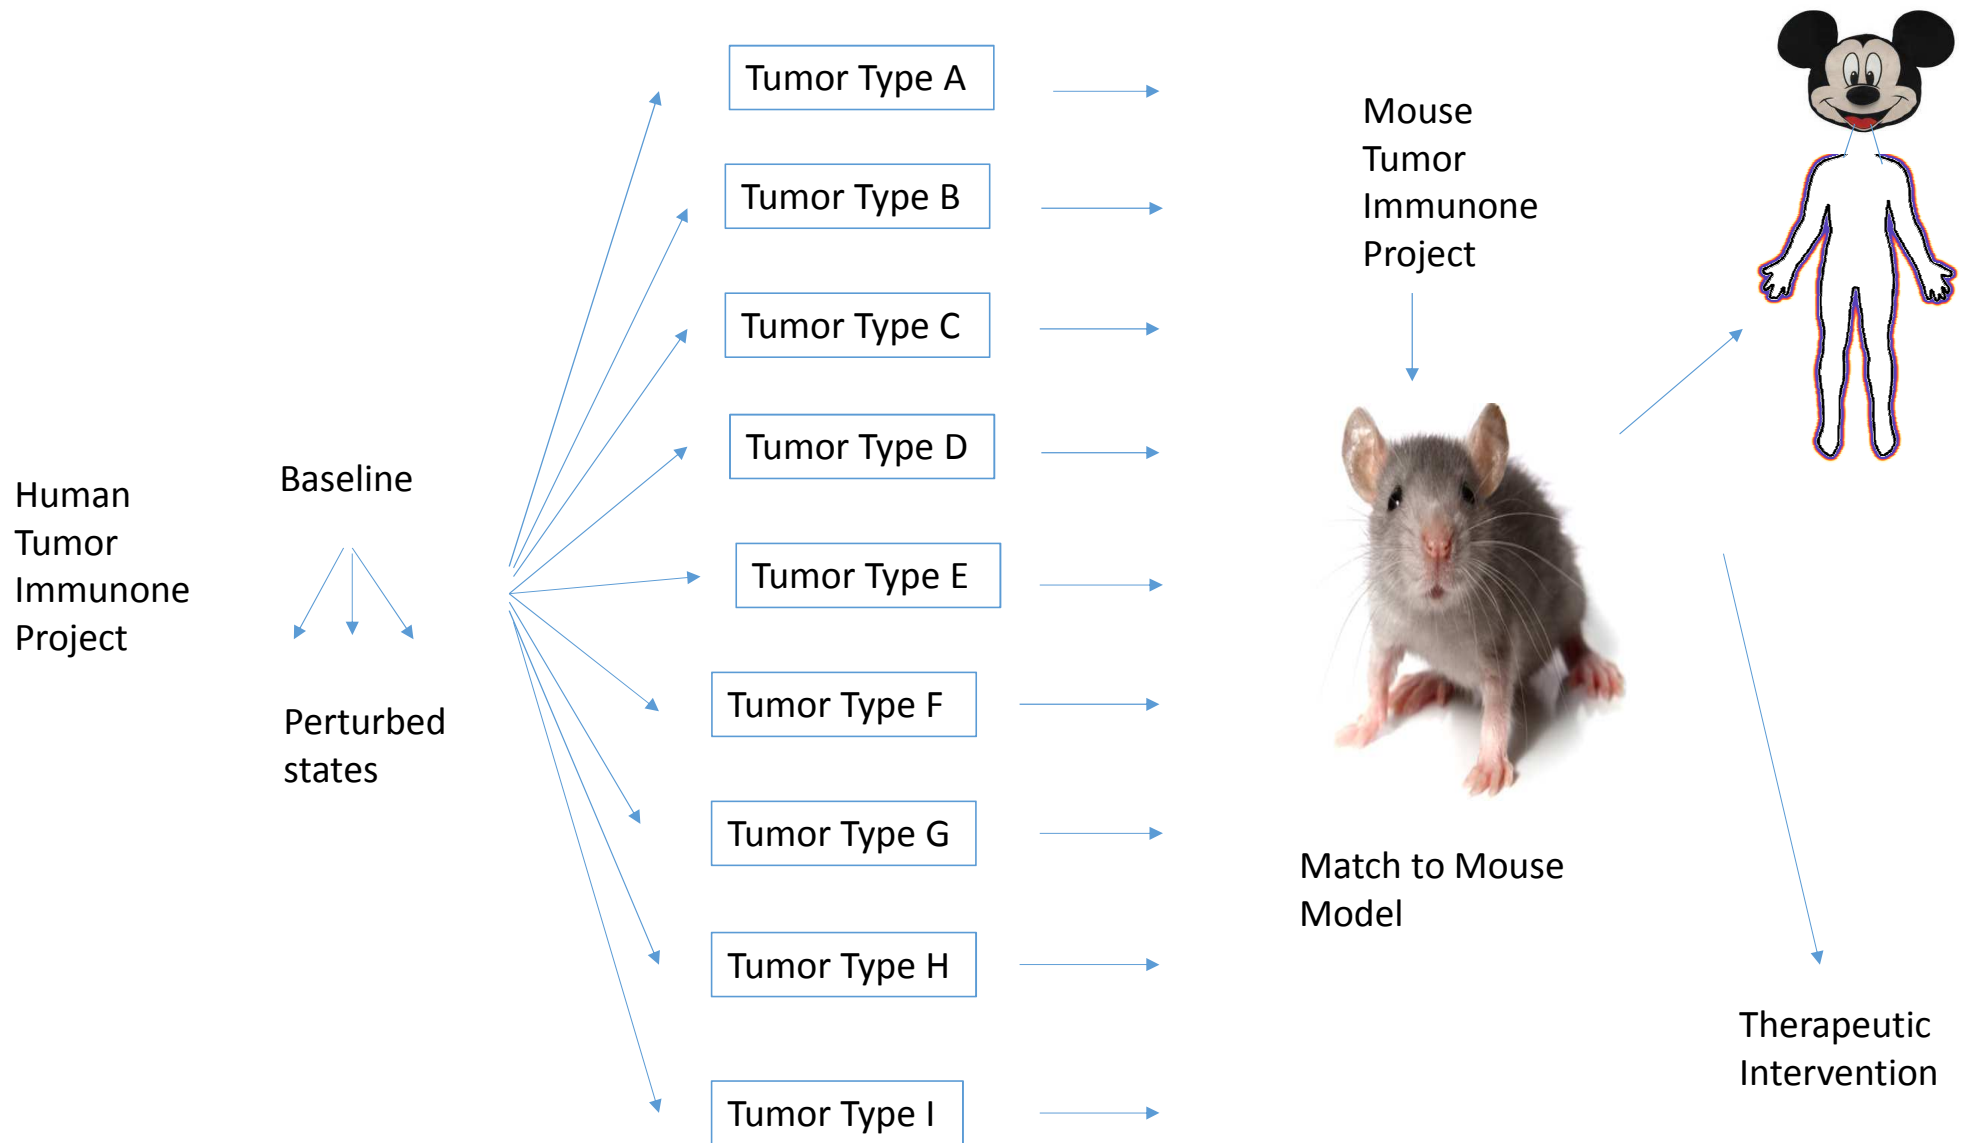 Human
Tumor
Immunone
Project
Baseline
Perturbed
states
Tumor Type A
Tumor Type B
Tumor Type C
Tumor Type D
Tumor Type E
Tumor Type F
Tumor Type G
Tumor Type H
Tumor Type I
Mouse
Tumor
Immunone
Project
Match to Mouse
Model
Therapeutic
Intervention